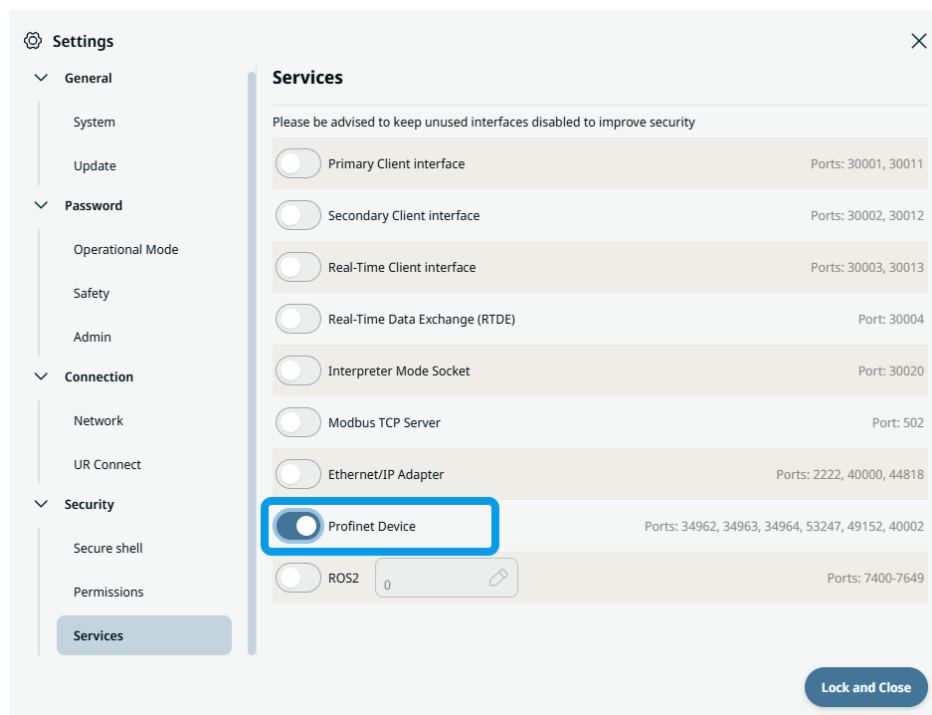 Settings
General
System
Update
Password
Operational Mode
Safety
Admin
Connection
Network
UR Connect
Security
Secure shell
Permissions
Services
Services
Please be advised to keep unused interfaces disabled to improve security
Primary Client interface Ports: 30001, 30011
Secondary Client interface Ports: 30002, 30012
Real-Time Client interface Ports: 30003, 30013
Real-Time Data Exchange (RTDE) Port: 30004
Interpreter Mode Socket Port: 30020
Modbus TCP Server Port: 502
Ethernet/IP Adapter Ports: 2222, 40000, 44818
Profinet Device Ports: 34962, 34963, 34964, 53247, 49152, 40002
ROS2 0 Ports: 7400-7649
Lock and Close